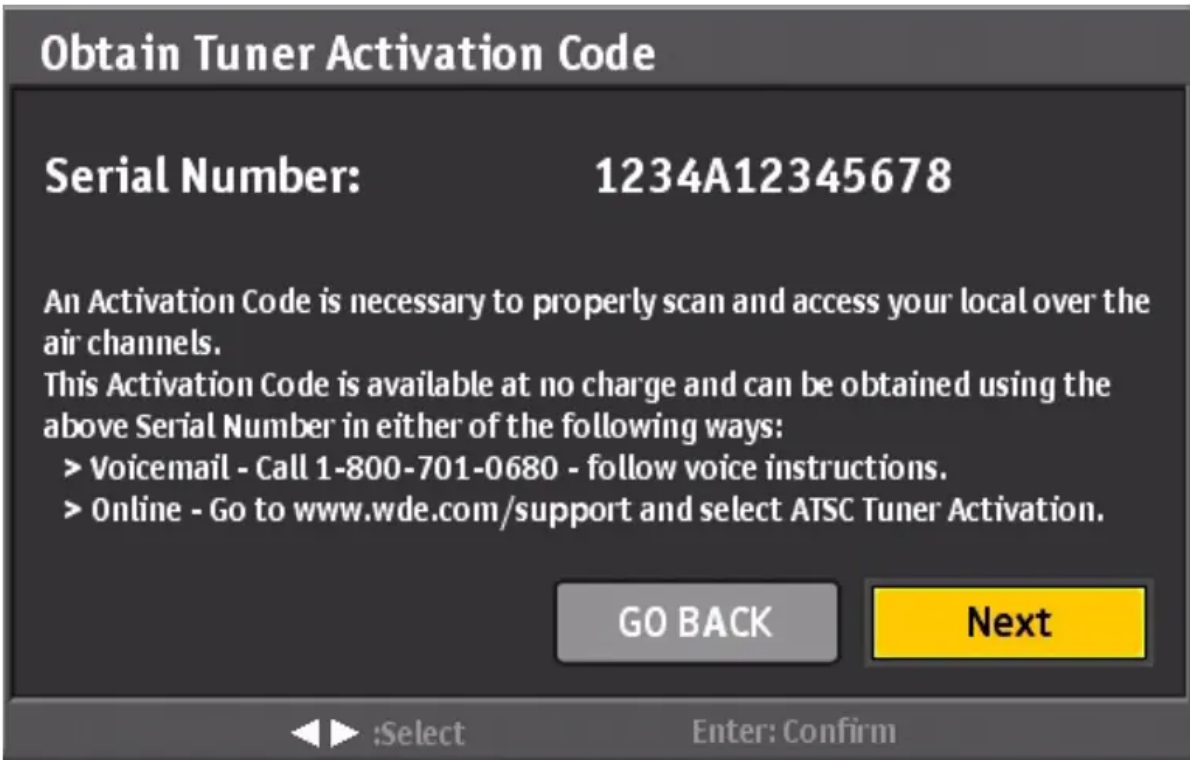 Obtain Tuner Activation Code
Serial Number: 1234A12345678
An Activation Code is necessary to properly scan and access your local over the
air channels.
This Activation Code is available at no charge and can be obtained using the
above Serial Number in either of the following ways:
> Voicemail - Call 1-800-701-0680 - follow voice instructions.
> Online - Go to www.wde.com/support and select ATSC Tuner Activation.
GO BACK Next
◀ ▶ :Select Enter: Confirm